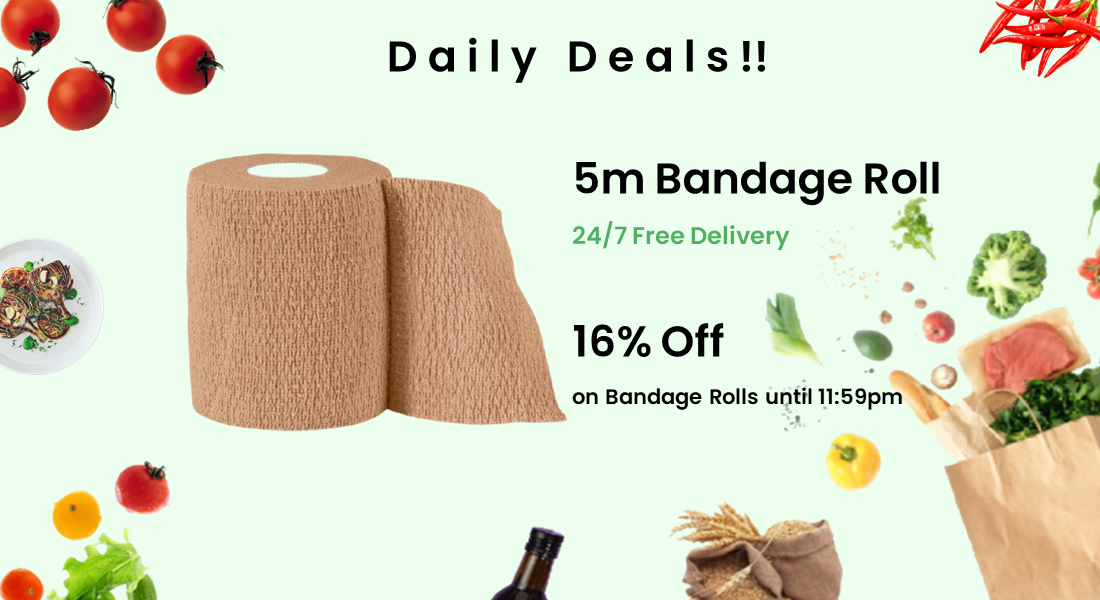 Daily Deals!!
5m Bandage Roll
24/7 Free Delivery
16% Off
on Bandage Rolls until 11:59pm